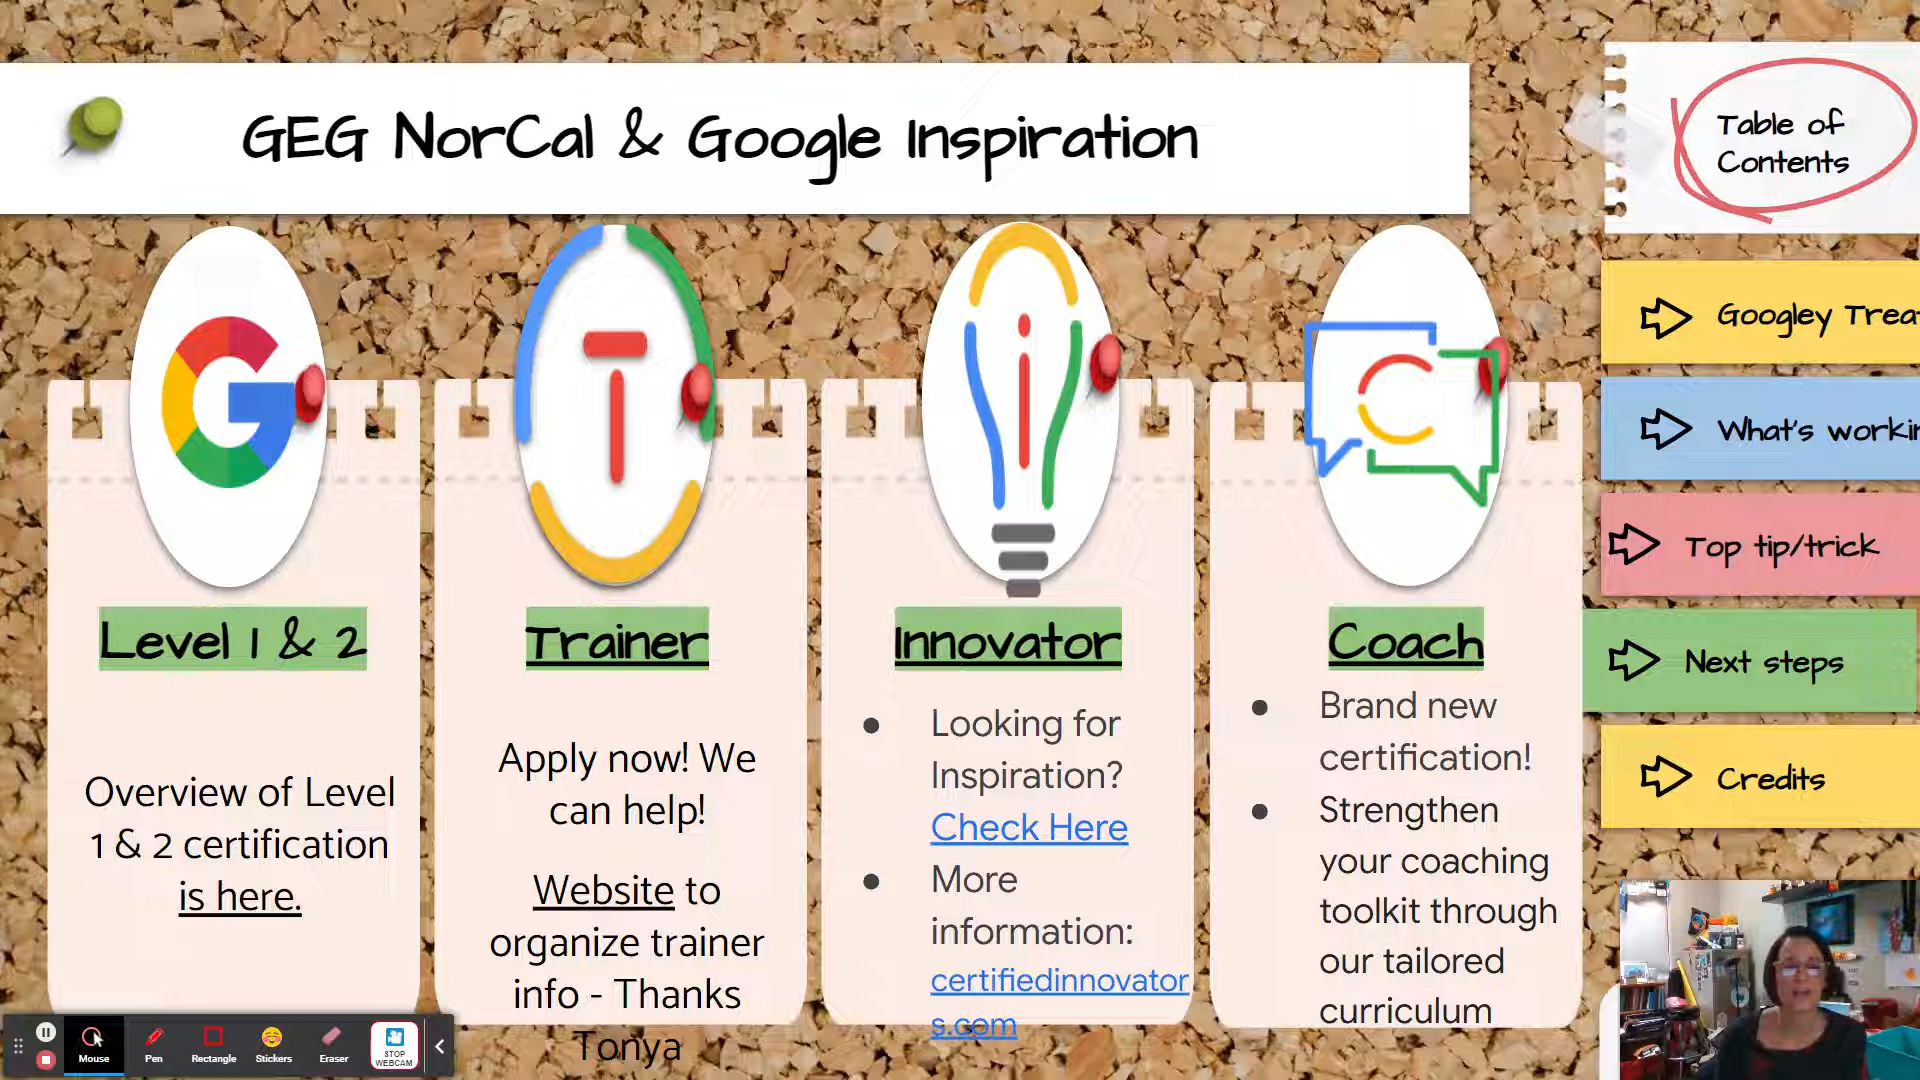 GEG NorCal & Google Inspiration
Table of
Contents
Googley Trea
What's workin
Top tip/trick
Next steps
Credits
Level 1 & 2
Overview of Level
1 & 2 certification
is here.
Trainer
Apply now! We
can help!
Website to
organize trainer
info - Thanks
Tonya
Innovator
Looking for
Inspiration?
Check Here
More
information:
certifiedinnovator
s.com
Coach
Brand new
certification!
Strengthen
your coaching
toolkit through
our tailored
curriculum
Mouse
Pen
Rectangle
Stickers
Eraser
STOP
WEBCAM